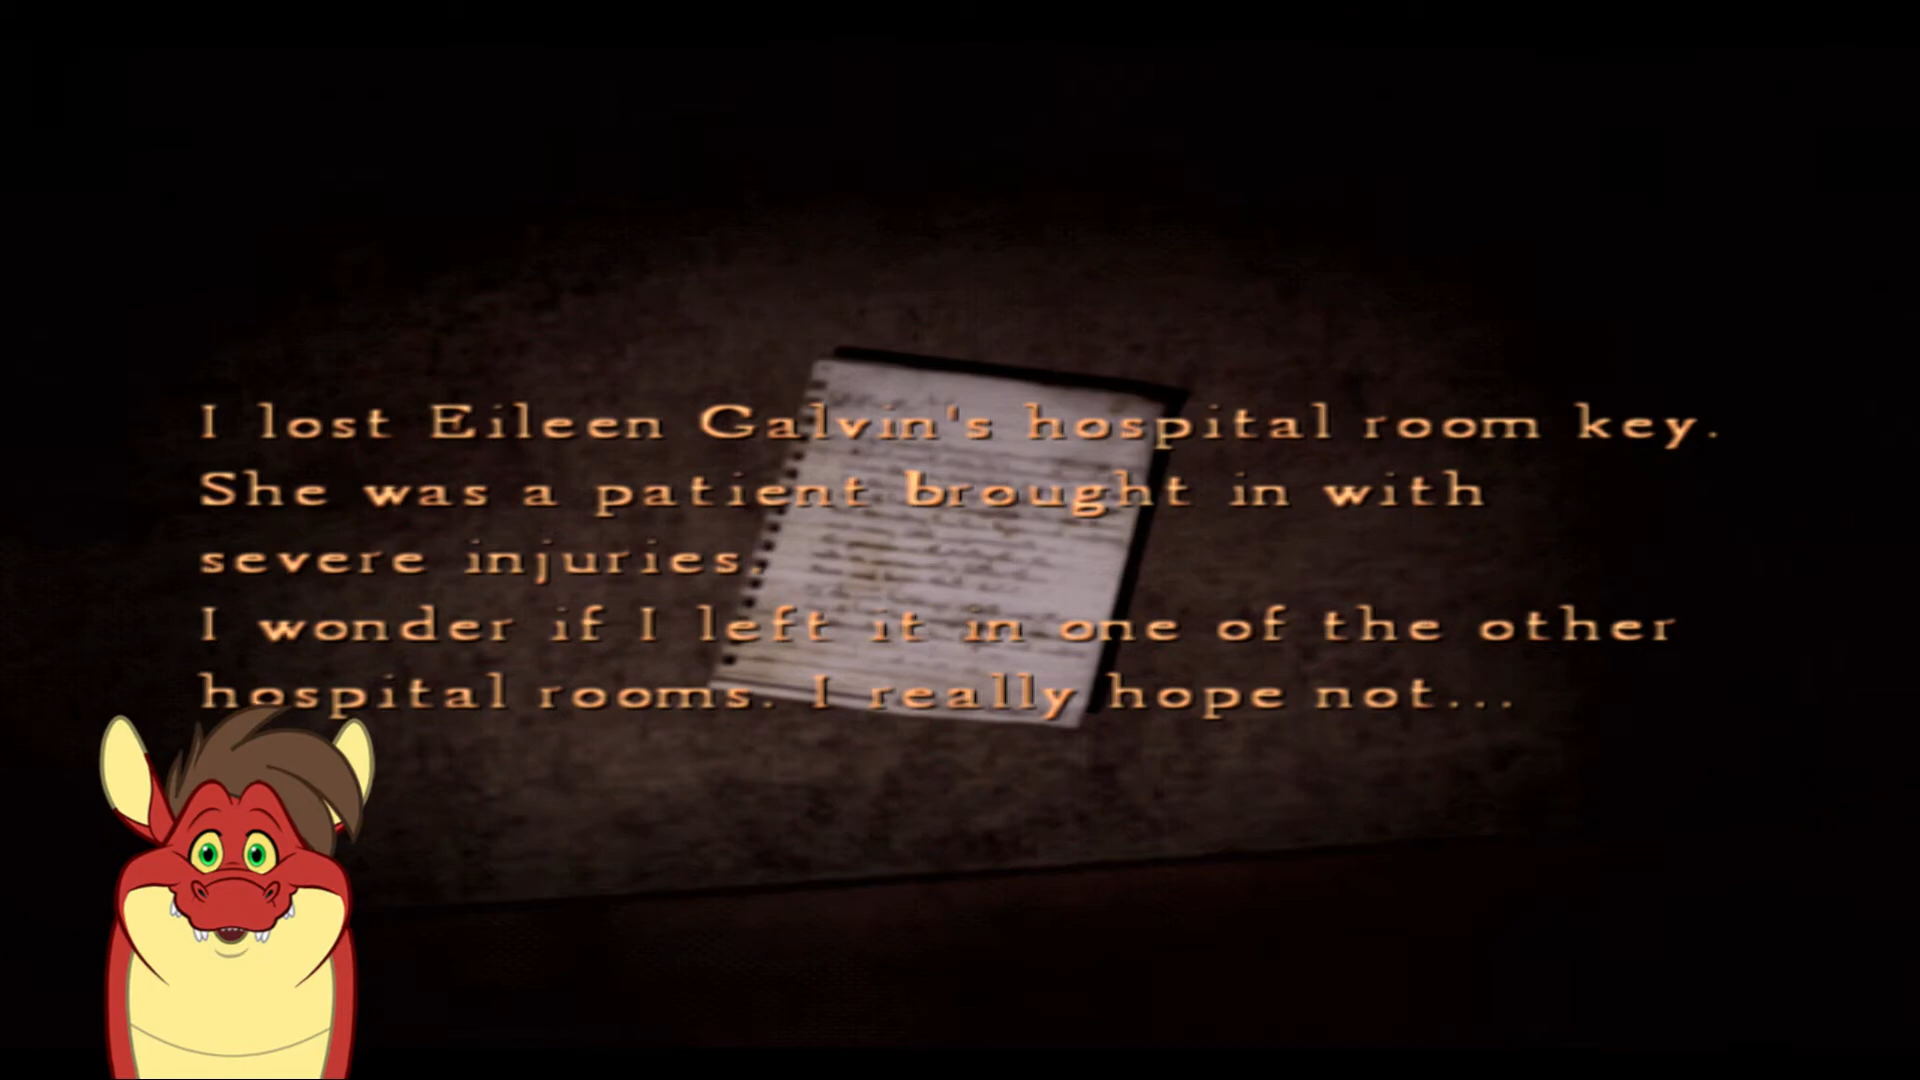 I lost Eileen Galvin's hospital room key.
She was a patient brought in with
severe injuries.
I wonder if I left it in one of the other
hospital rooms. I really hope not...